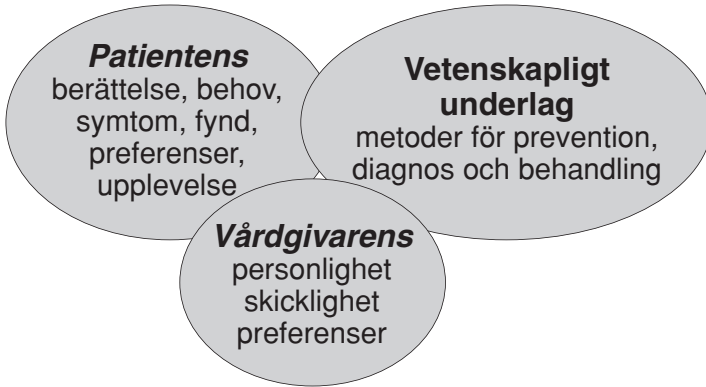 Patientens
berättelse, behov,
symtom, fynd,
preferenser,
upplevelse
Vetenskapligt
underlag
metoder för prevention,
diagnos och behandling
Vårdgivarens
personlighet
skicklighet
preferenser